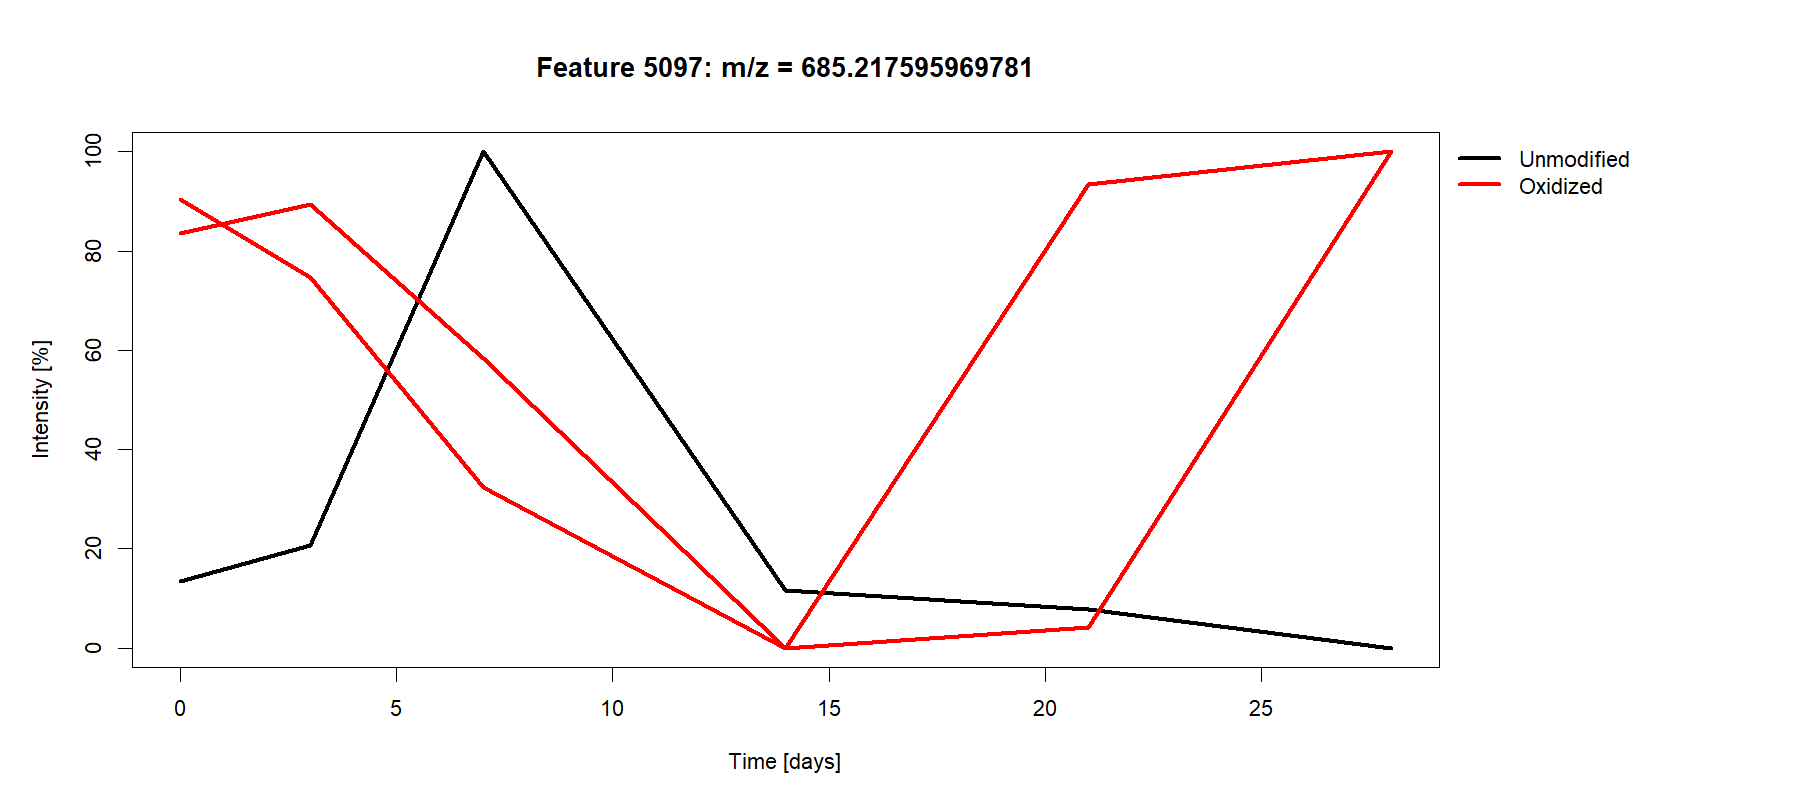 Feature 5097: m/z = 685.217595969781
Unmodified
Oxidized
Intensity [%]
100
80
60
40
20
0
0 5 10 15 20 25
Time [days]